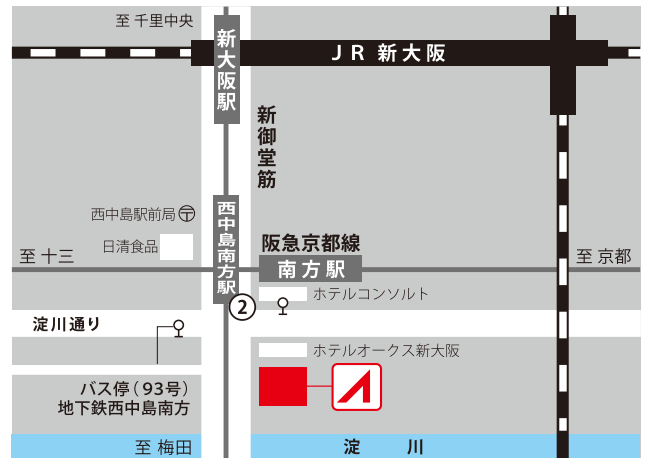 至 千里中央
新大阪駅
JR 新大阪
新御堂筋
西中島駅前局
日清食品
西中島南方駅
阪急京都線
南方駅
至 十三
至 京都
②
ホテルコンソルト
淀川通り
ホテルオークス新大阪
バス停（93号）
地下鉄西中島南方
至 梅田
淀 川